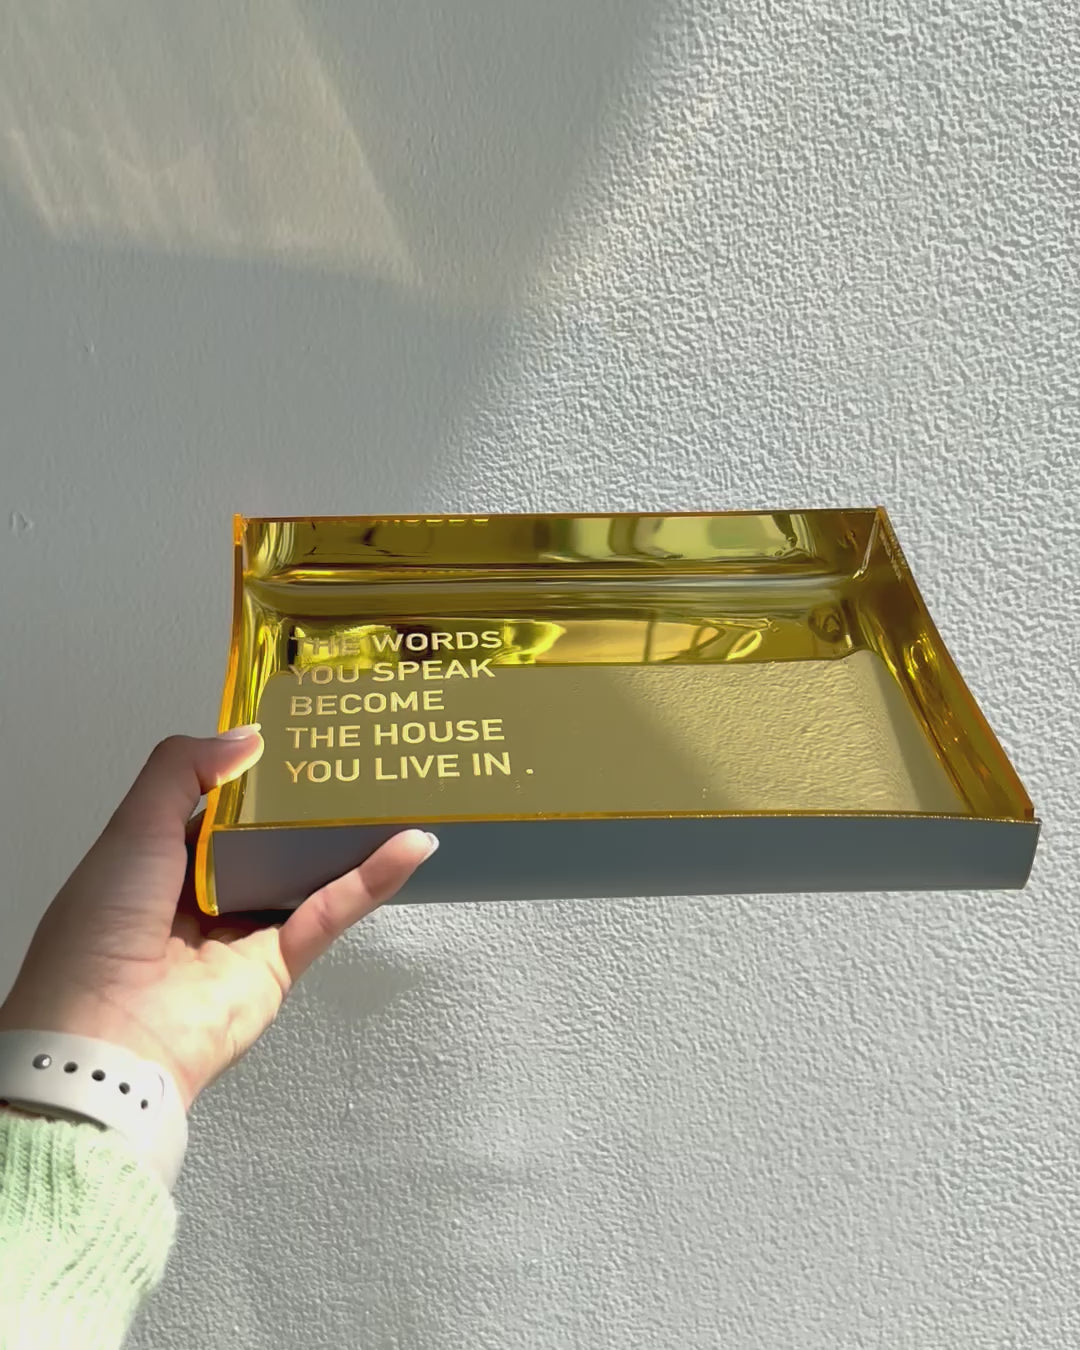 THE WORDS
YOU SPEAK
BECOME
THE HOUSE
YOU LIVE IN .